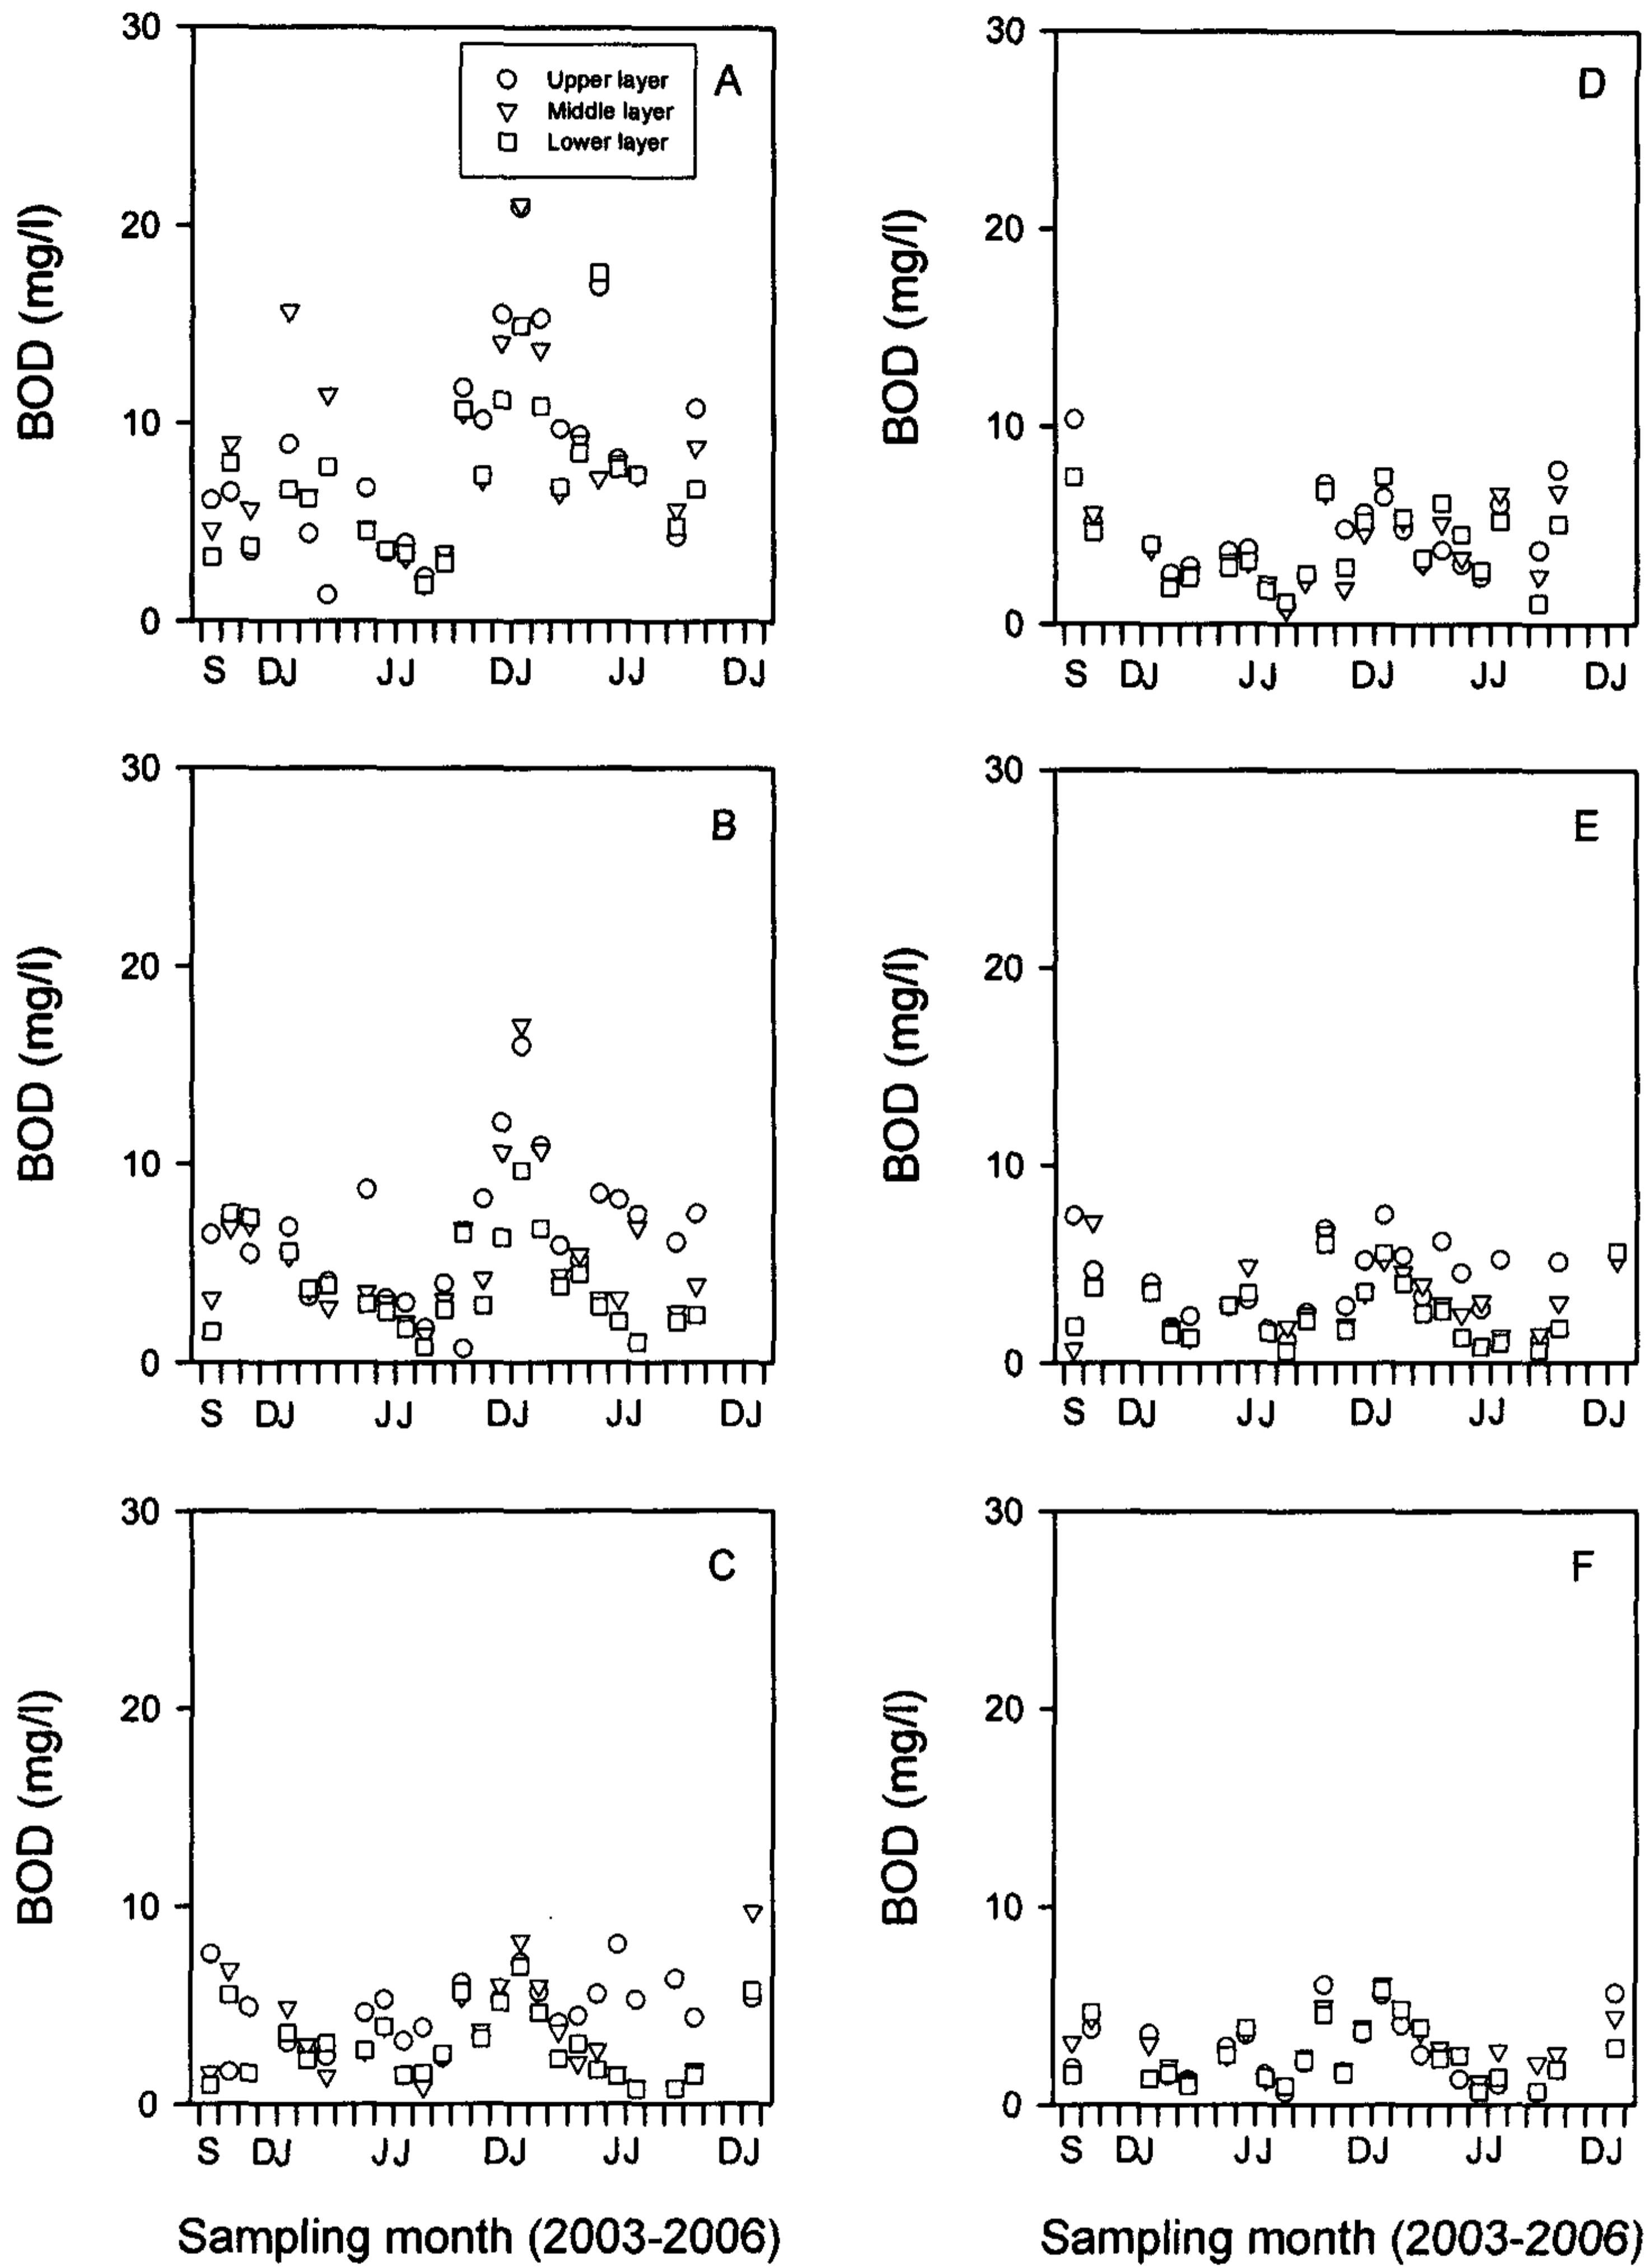 30
20
10
0
BOD (mg/l)
Upper layer
Middle layer
Lower layer
A
S DJ JJ DJ JJ DJ
30
20
10
0
BOD (mg/l)
D
S DJ JJ DJ JJ DJ
30
20
10
0
BOD (mg/l)
B
S DJ JJ DJ JJ DJ
30
20
10
0
BOD (mg/l)
E
S DJ JJ DJ JJ DJ
30
20
10
0
BOD (mg/l)
C
S DJ JJ DJ JJ DJ
Sampling month (2003-2006)
30
20
10
0
BOD (mg/l)
F
S DJ JJ DJ JJ DJ
Sampling month (2003-2006)